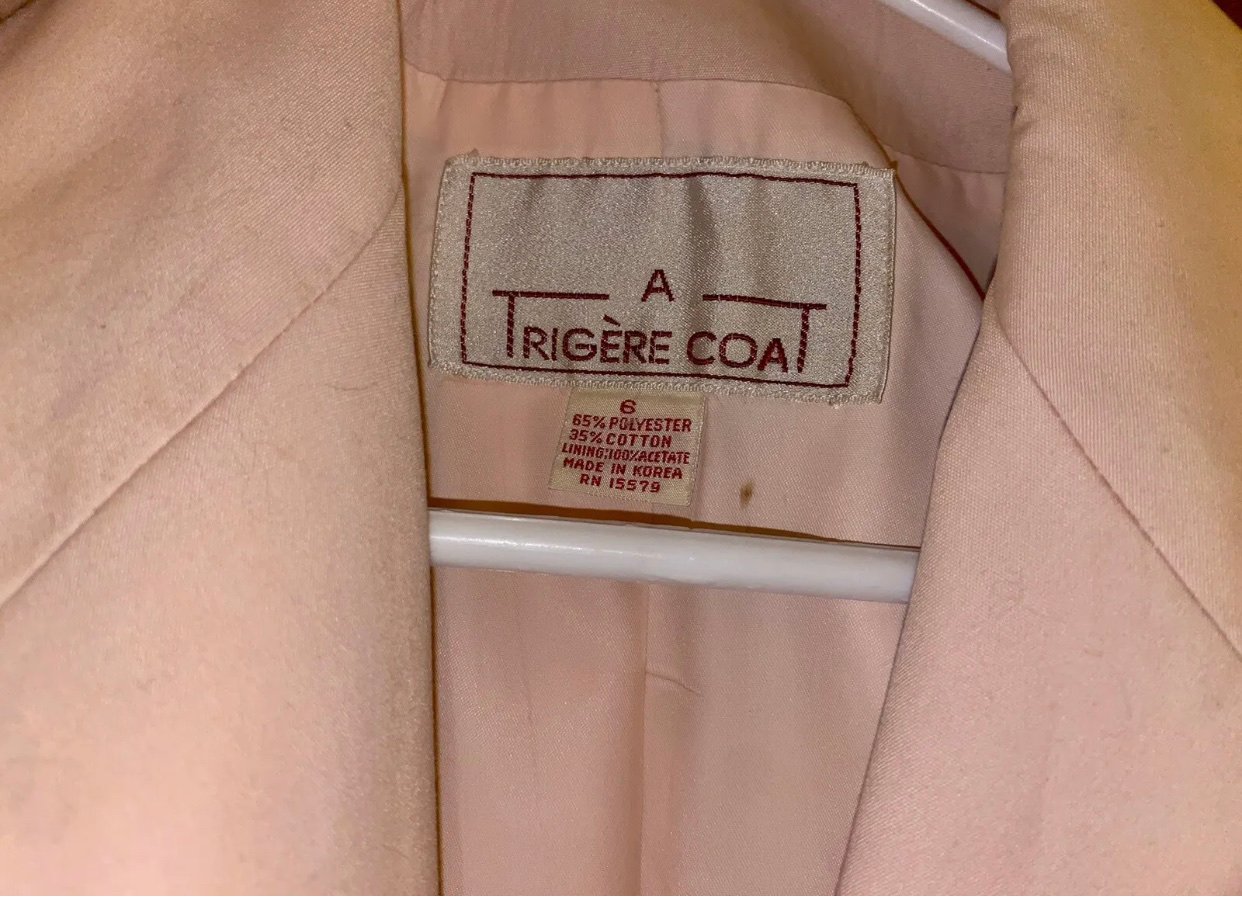 A
TRIGÈRE COAT
6
65% POLYESTER
35% COTTON
LINING:100% ACETATE
MADE IN KOREA
RN 15579